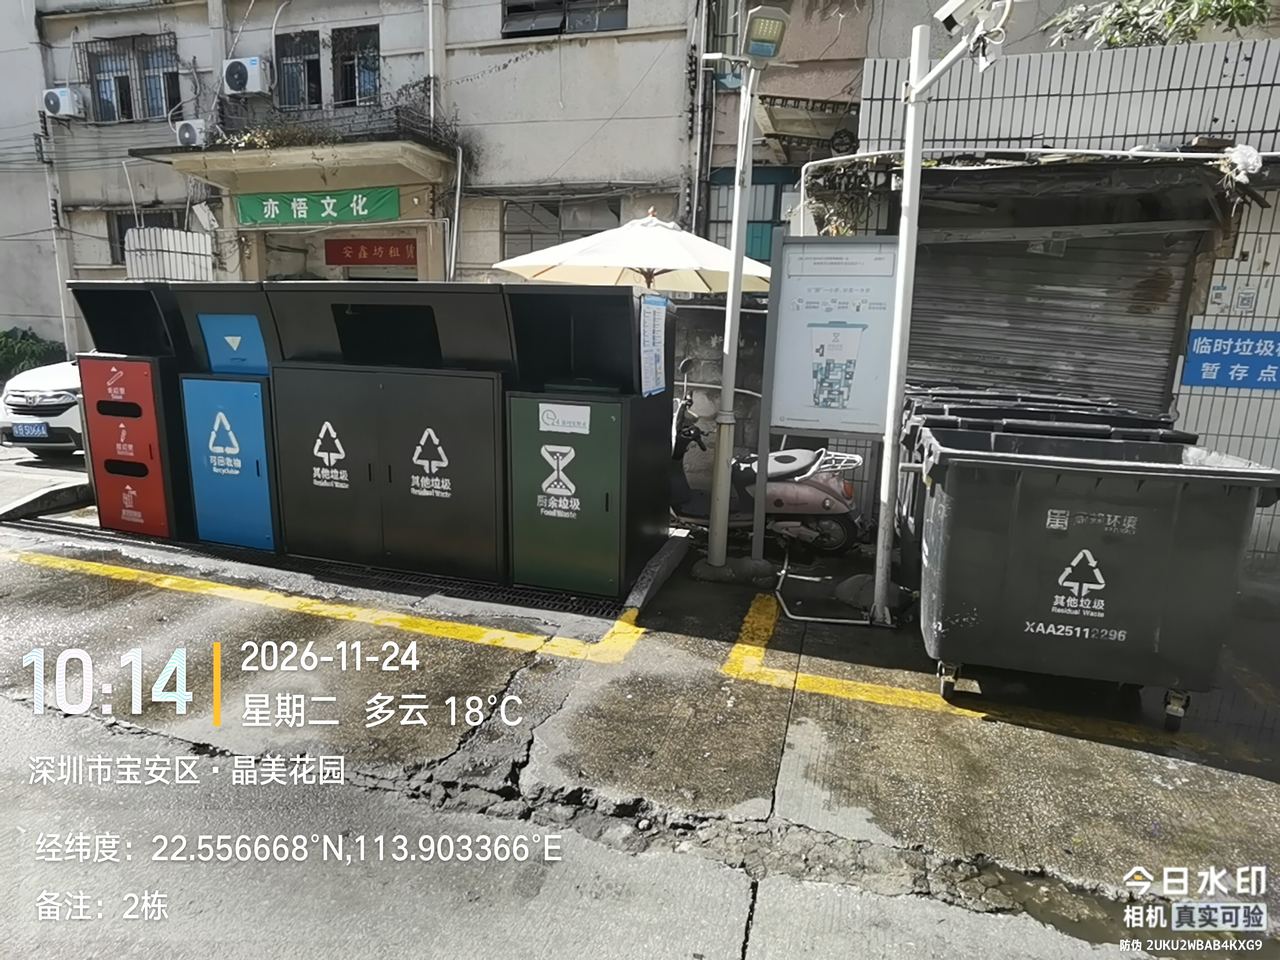 亦悟文化
安鑫坊租赁
可回收物
Recyclable
其他垃圾
Residual Waste
其他垃圾
Residual Waste
厨余垃圾
Food Waste
临时垃圾
暂存点
环境
其他垃圾
Residual Waste
XAA25112296
10:14
2026-11-24
星期二 多云 18℃
深圳市宝安区·晶美花园
经纬度：22.556668°N,113.903366°E
备注：2栋
今日水印
相机 真实可验
防伪 2UKU2WBAB4KXG9